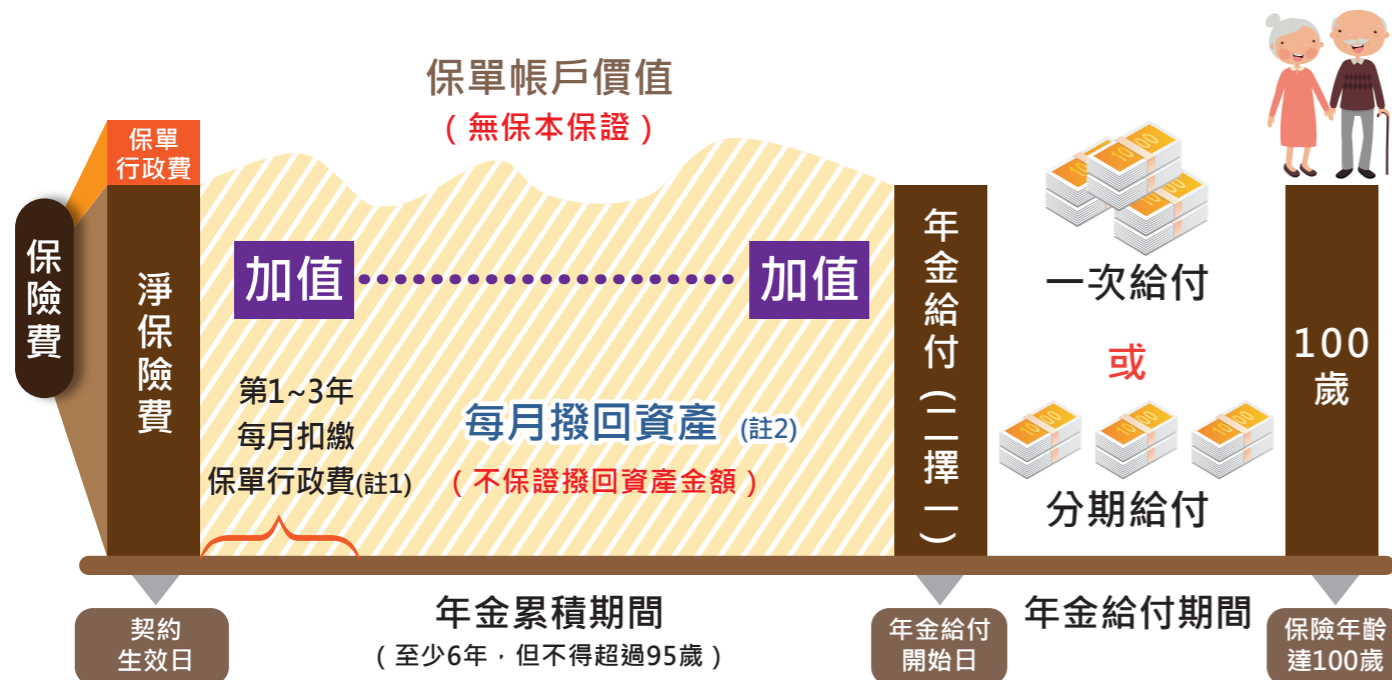 保單帳戶價值
（無保本保證）
保單
行政費
保險費
淨保險費
加值
加值
第1~3年
每月扣繳
保單行政費(註1)
每月撥回資產 (註2)
（不保證撥回資產金額）
年金給付(二擇一)
一次給付
或
分期給付
100
歲
契約
生效日
年金累積期間
（至少6年，但不得超過95歲）
年金給付
開始日
年金給付期間
保險年齡
達100歲